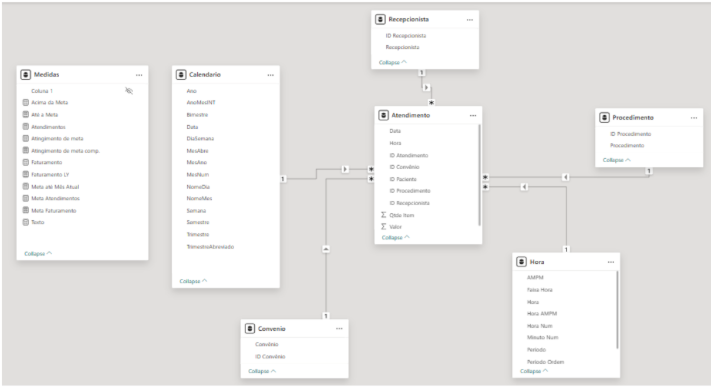 Recepcionista
ID Recepcionista
Recepcionista
Collapse
1
*
Medidas
Coluna 1
Acima da Meta
Até a Meta
Atendimentos
Atingimento de meta
Atingimento de meta comp.
Faturamento
Faturamento LY
Meta até Mês Atual
Meta Atendimentos
Meta Faturamento
Texto
Collapse
Calendario
Ano
AnoMesINT
Bimestre
Data
DiaSemana
MesAbrev
MesAno
MesNum
NomeDia
NomeMes
Semana
Semestre
Trimestre
TrimestreAbreviado
Collapse
1
*
*
Atendimento
Data
Hora
ID Atendimento
ID Convênio
ID Paciente
ID Procedimento
ID Recepcionista
Σ Qtde Item
Σ Valor
Collapse
*
*
Procedimento
ID Procedimento
Procedimento
Collapse
1
1
Hora
AMPM
Faixa Hora
Hora
Hora AMPM
Hora Num
Minuto Num
Periodo
Periodo Ordem
Collapse
1
Convenio
Convênio
ID Convênio
Collapse